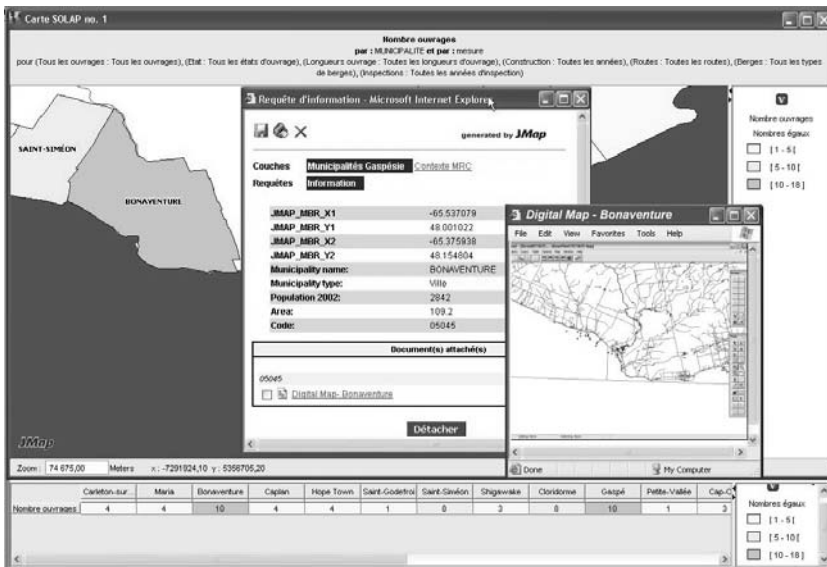 Carte SOLAP no. 1
Nombre ouvrages
par : MUNICIPALITE et par : mesure
pour (Tous les ouvrages : Tous les ouvrages), (Etat : Tous les états d'ouvrage), (Longueurs ouvrage : Toutes les longueurs d'ouvrage), (Construction : Toutes les années), (Routes : Toutes les routes), (Berges : Tous les types
de berges), (Inspections : Toutes les années d'inspection)
SAINT-SIMÉON
BONAVENTURE
Requête d'information - Microsoft Internet Explorer
generated by JMap
Couches Municipalités Gaspésie Contexte MRC
Requêtes Information
JMAP_MBR_X1 -65.537079
JMAP_MBR_Y1 48.001022
JMAP_MBR_X2 -65.375938
JMAP_MBR_Y2 48.154804
Municipality name: BONAVENTURE
Municipality type: Ville
Population 2002: 2842
Area: 109.2
Code: 05045
Document(s) attaché(s)
05045
Digital Map- Bonaventure
Détacher
Digital Map - Bonaventure
File Edit View Favorites Tools Help
Done My Computer
Nombre ouvrages
Nombres égaux
[1 - 5[
[5 - 10[
[10 - 18]
JMap
Zoom : 74 675,00 Meters x : -7291924,10 y : 5356705,20
Carleton-sur... Maria Bonaventure Caplan Hope Town Saint-Godefroi Saint-Siméon Shigawake Cloridorme Gaspé Petite-Vallée
Nombre ouvrages 4 4 10 4 4 1 3 10 1 3
Nombres égaux
[1 - 5[
[5 - 10[
[10 - 18]